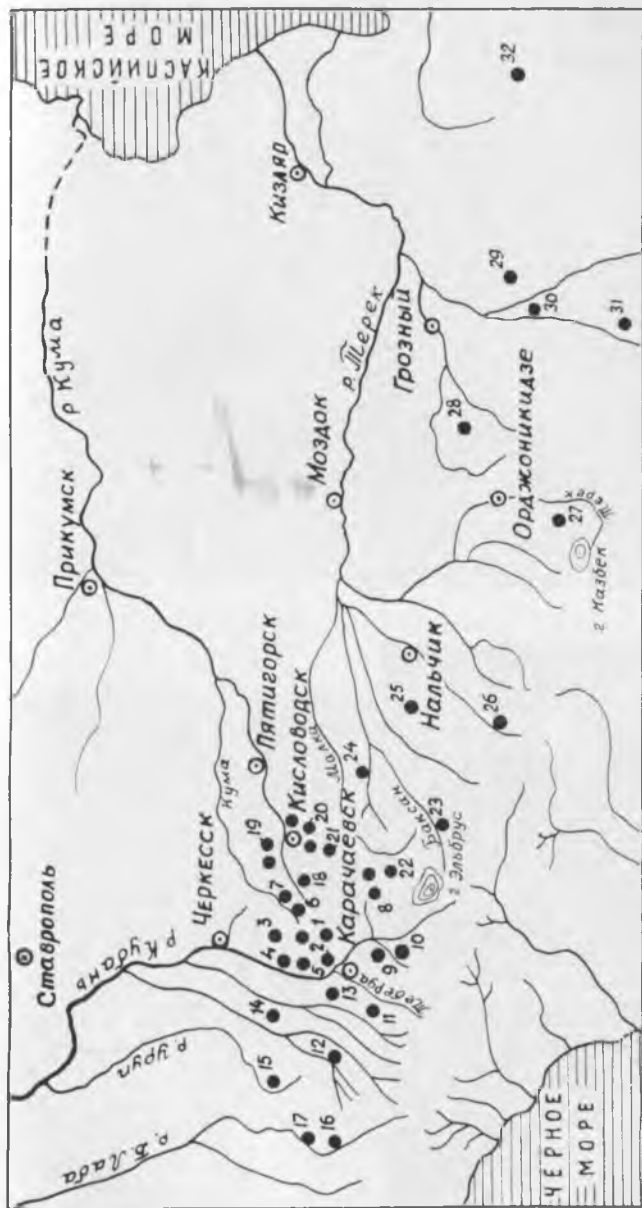 КАСПИЙСКОЕ
МОРЕ
Ставрополь
р. Кубань
р. Уруп
р. Б. Лаба
Черкесск
Прикумск
р Кума
Кума
Пятигорск
Кисловодск
Карачаевск
Теберда
Малка
Баксан
г. Эльбрус
Нальчик
Моздок
р. Терек
Кизляр
Грозный
Орджоникидзе
Терек
г. Казбек
ЧЕРНОЕ
МОРЕ
1
2
3
4
5
6
7
8
9
10
11
12
13
14
15
16
17
18
19
20
21
22
23
24
25
26
27
28
29
30
31
32